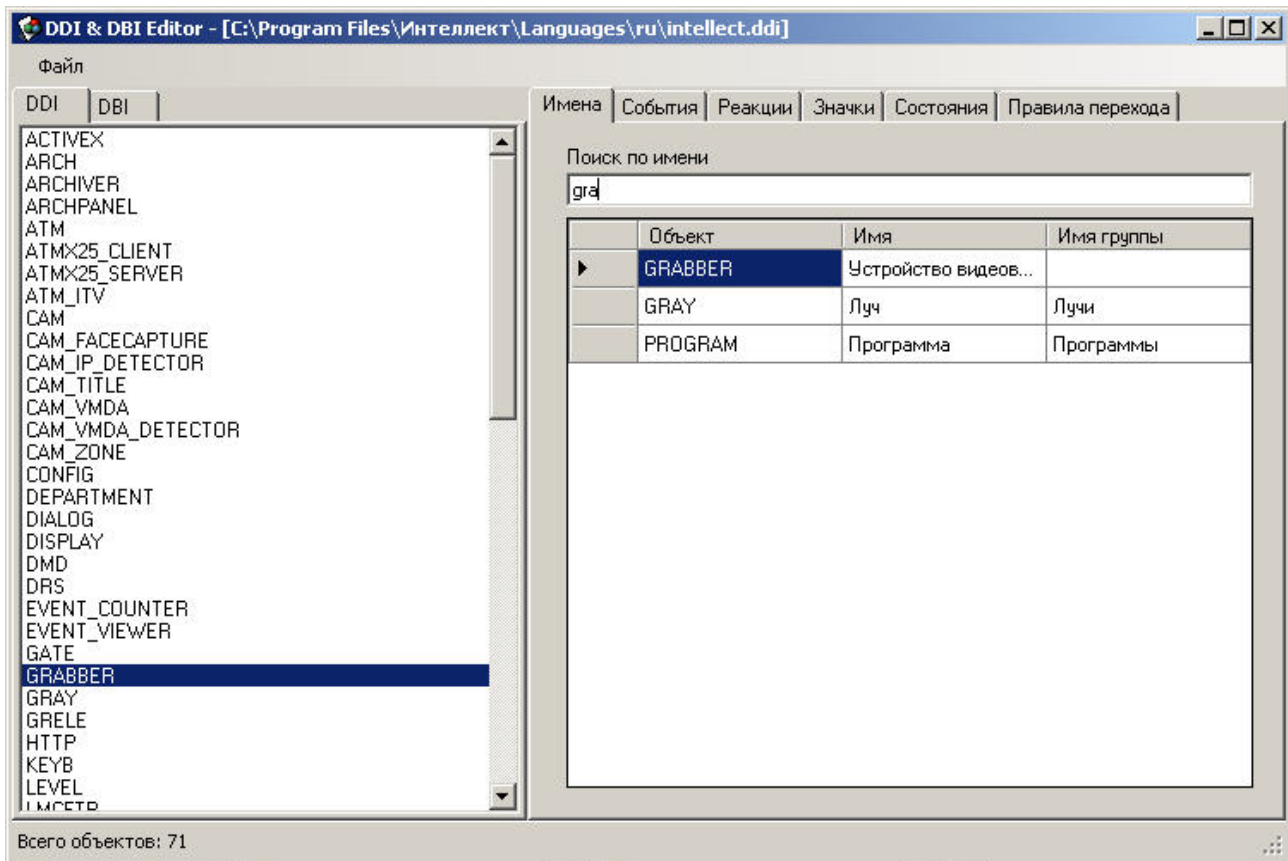 DDI & DBI Editor - [C:\Program Files\Интеллект\Languages\ru\intellect.ddi]
Файл
DDI DBI
ACTIVEX
ARCH
ARCHIVER
ARCHPANEL
ATM
ATMX25_CLIENT
ATMX25_SERVER
ATM_ITV
CAM
CAM_FACECAPTURE
CAM_IP_DETECTOR
CAM_TITLE
CAM_VMDA
CAM_VMDA_DETECTOR
CAM_ZONE
CONFIG
DEPARTMENT
DIALOG
DISPLAY
DMD
DRS
EVENT_COUNTER
EVENT_VIEWER
GATE
GRABBER
GRAY
GRELE
HTTP
KEYB
LEVEL
Имена События Реакции Значки Состояния Правила перехода
Поиск по имени
gra
Объект Имя Имя группы
GRABBER Устройство видеов...
GRAY Луч Лучи
PROGRAM Программа Программы
Всего объектов: 71